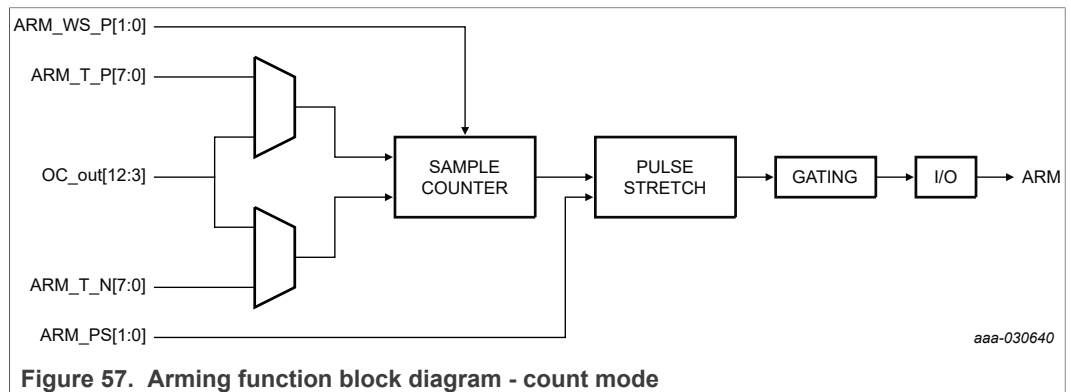 ARM_WS_P[1:0]
ARM_T_P[7:0]
OC_out[12:3]
ARM_T_N[7:0]
ARM_PS[1:0]
SAMPLE
COUNTER
PULSE
STRETCH
GATING
I/O
ARM
aaa-030640
Figure 57. Arming function block diagram - count mode